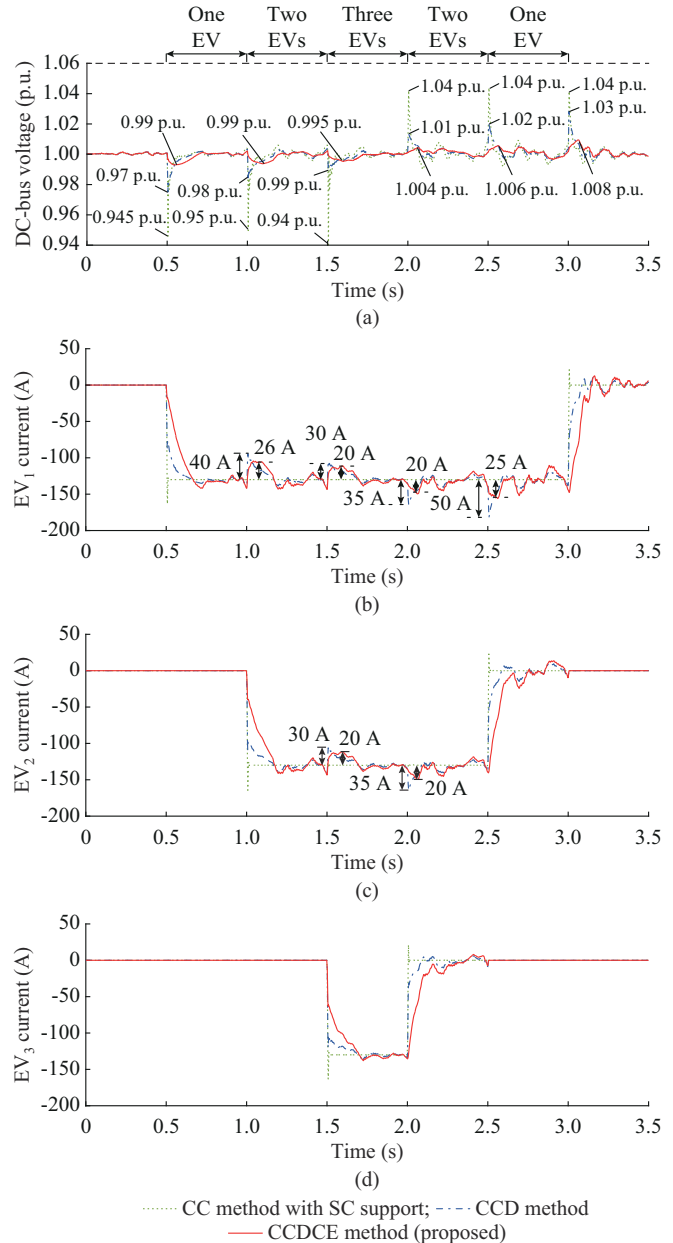 One EV
Two EVs
Three EVs
Two EVs
One EV
DC-bus voltage (p.u.)
1.06
1.04
1.02
1.00
0.98
0.96
0.94
0.99 p.u.
0.99 p.u.
0.995 p.u.
1.04 p.u.
1.04 p.u.
1.04 p.u.
1.01 p.u.
1.02 p.u.
1.03 p.u.
0.97 p.u.
0.98 p.u.
0.99 p.u.
1.004 p.u.
1.006 p.u.
1.008 p.u.
0.945 p.u.
0.95 p.u.
0.94 p.u.
0 0.5 1.0 1.5 2.0 2.5 3.0 3.5
Time (s)
(a)
EV1 current (A)
50
0
-50
-100
-150
-200
40 A
26 A
30 A
20 A
20 A
25 A
35 A
50 A
0 0.5 1.0 1.5 2.0 2.5 3.0 3.5
Time (s)
(b)
EV2 current (A)
50
0
-50
-100
-150
-200
30 A
20 A
35 A
20 A
0 0.5 1.0 1.5 2.0 2.5 3.0 3.5
Time (s)
(c)
EV3 current (A)
50
0
-50
-100
-150
-200
0 0.5 1.0 1.5 2.0 2.5 3.0 3.5
Time (s)
(d)
CC method with SC support; CCD method
CCDCE method (proposed)